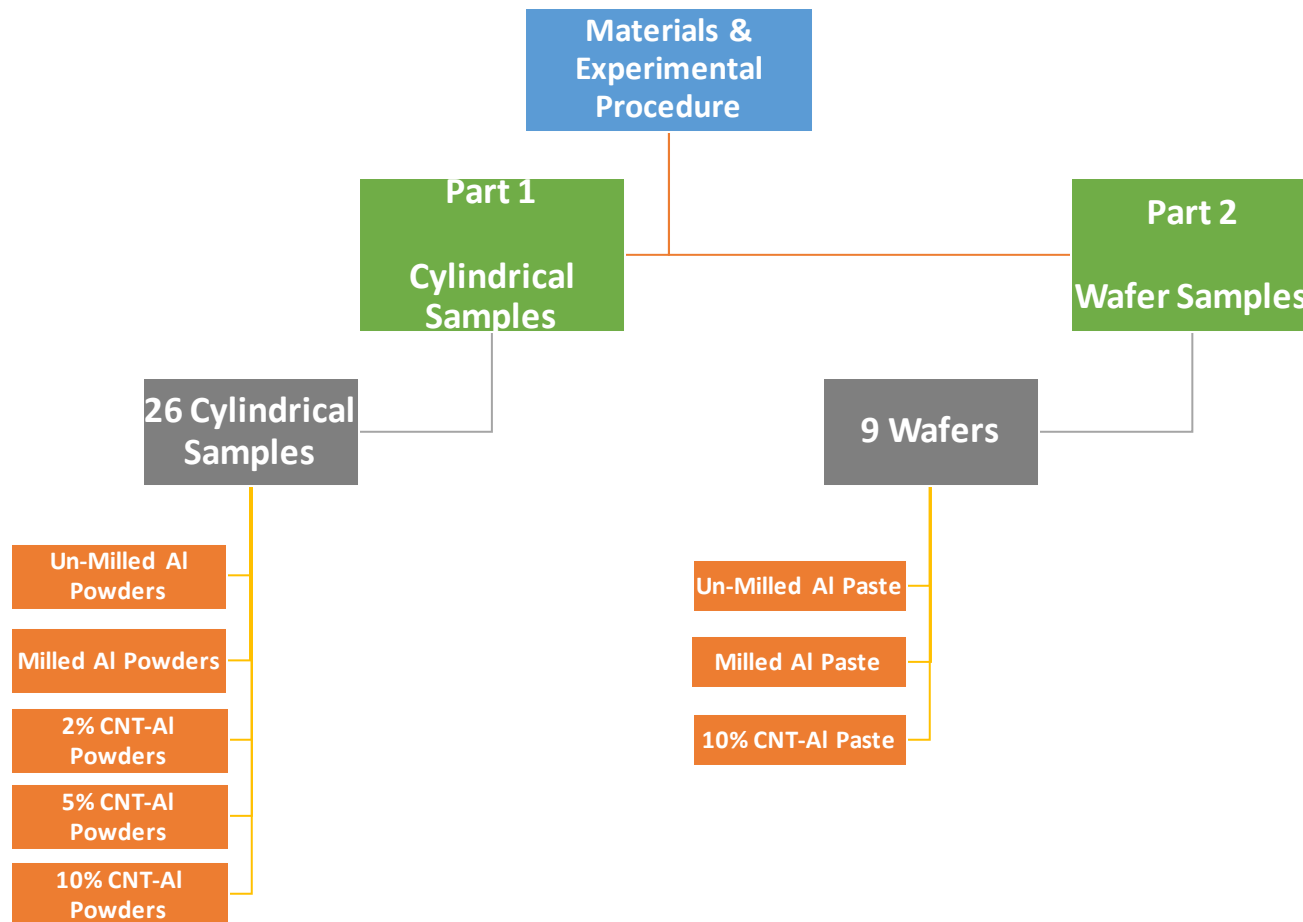 Materials &
Experimental
Procedure
Part 1
Cylindrical
Samples
Part 2
Wafer Samples
26 Cylindrical
Samples
9 Wafers
Un-Milled Al
Powders
Milled Al Powders
2% CNT-Al
Powders
5% CNT-Al
Powders
10% CNT-Al
Powders
Un-Milled Al Paste
Milled Al Paste
10% CNT-Al Paste